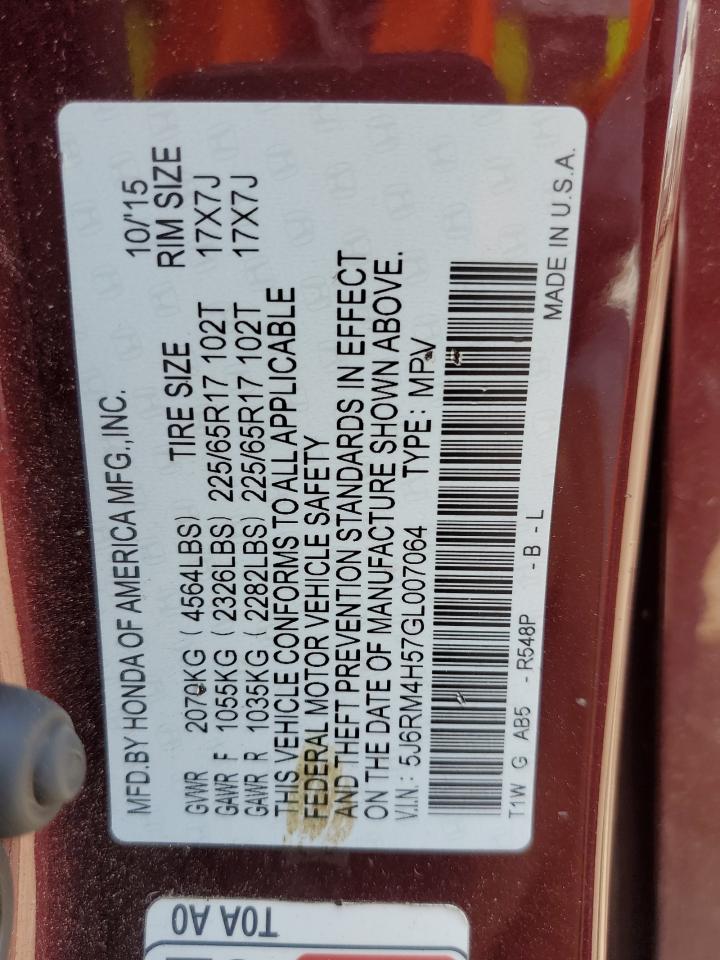 MFD.BY HONDA OF AMERICA MFG.,INC. 10/'15
GVWR 2070KG ( 4564LBS) TIRE SIZE RIM SIZE
GAWR F 1055KG ( 2326LBS) 225/65R17 102T 17X7J
GAWR R 1035KG ( 2282LBS) 225/65R17 102T 17X7J
THIS VEHICLE CONFORMS TO ALL APPLICABLE
FEDERAL MOTOR VEHICLE SAFETY
AND THEFT PREVENTION STANDARDS IN EFFECT
ON THE DATE OF MANUFACTURE SHOWN ABOVE.
V.I.N.: 5J6RM4H57GL007064 TYPE: MPV
T1W G AB5 -R548P -B-L MADE IN U.S.A.
T0A A0